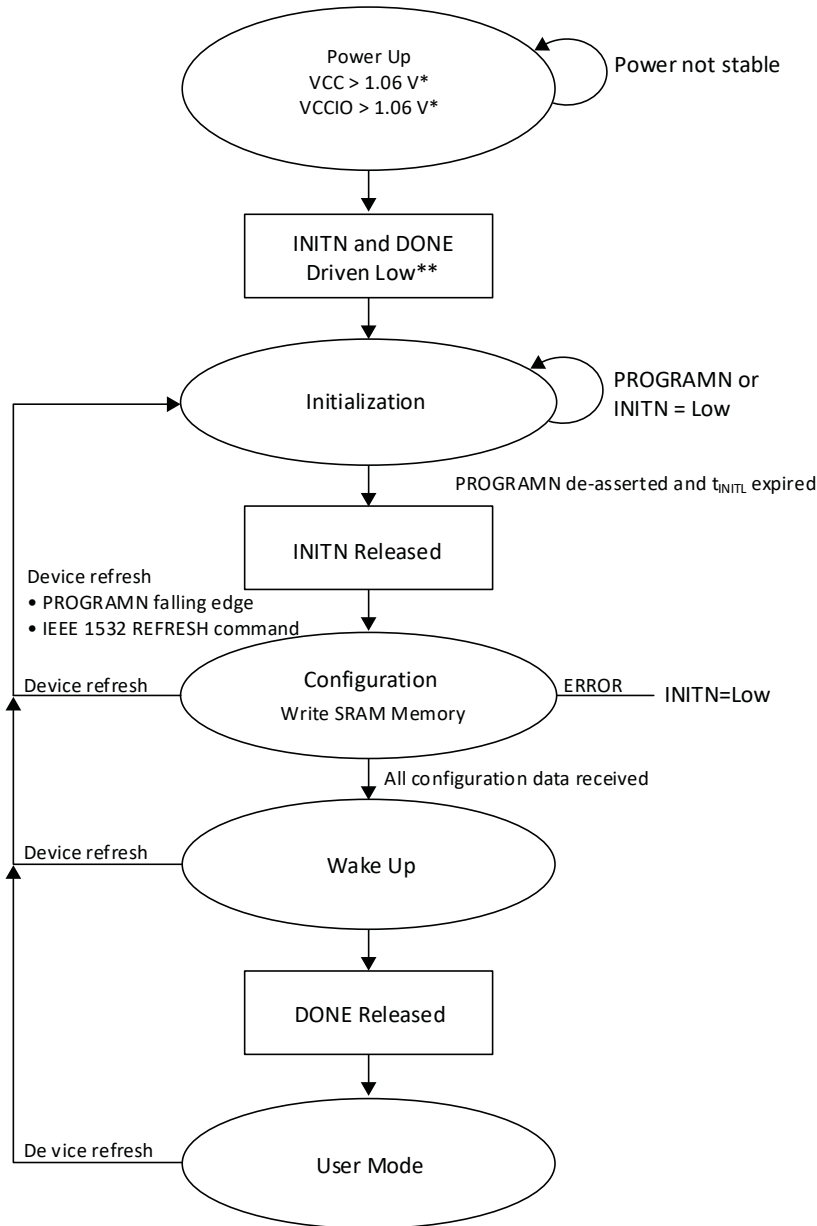 Power Up
VCC > 1.06 V*
VCCIO > 1.06 V*
Power not stable
INITN and DONE
Driven Low**
Initialization
PROGRAMN or
INITN = Low
PROGRAMN de-asserted and tINITL expired
INITN Released
Device refresh
• PROGRAMN falling edge
• IEEE 1532 REFRESH command
Device refresh
Configuration
Write SRAM Memory
ERROR
INITN=Low
All configuration data received
Device refresh
Wake Up
DONE Released
De vice refresh
User Mode